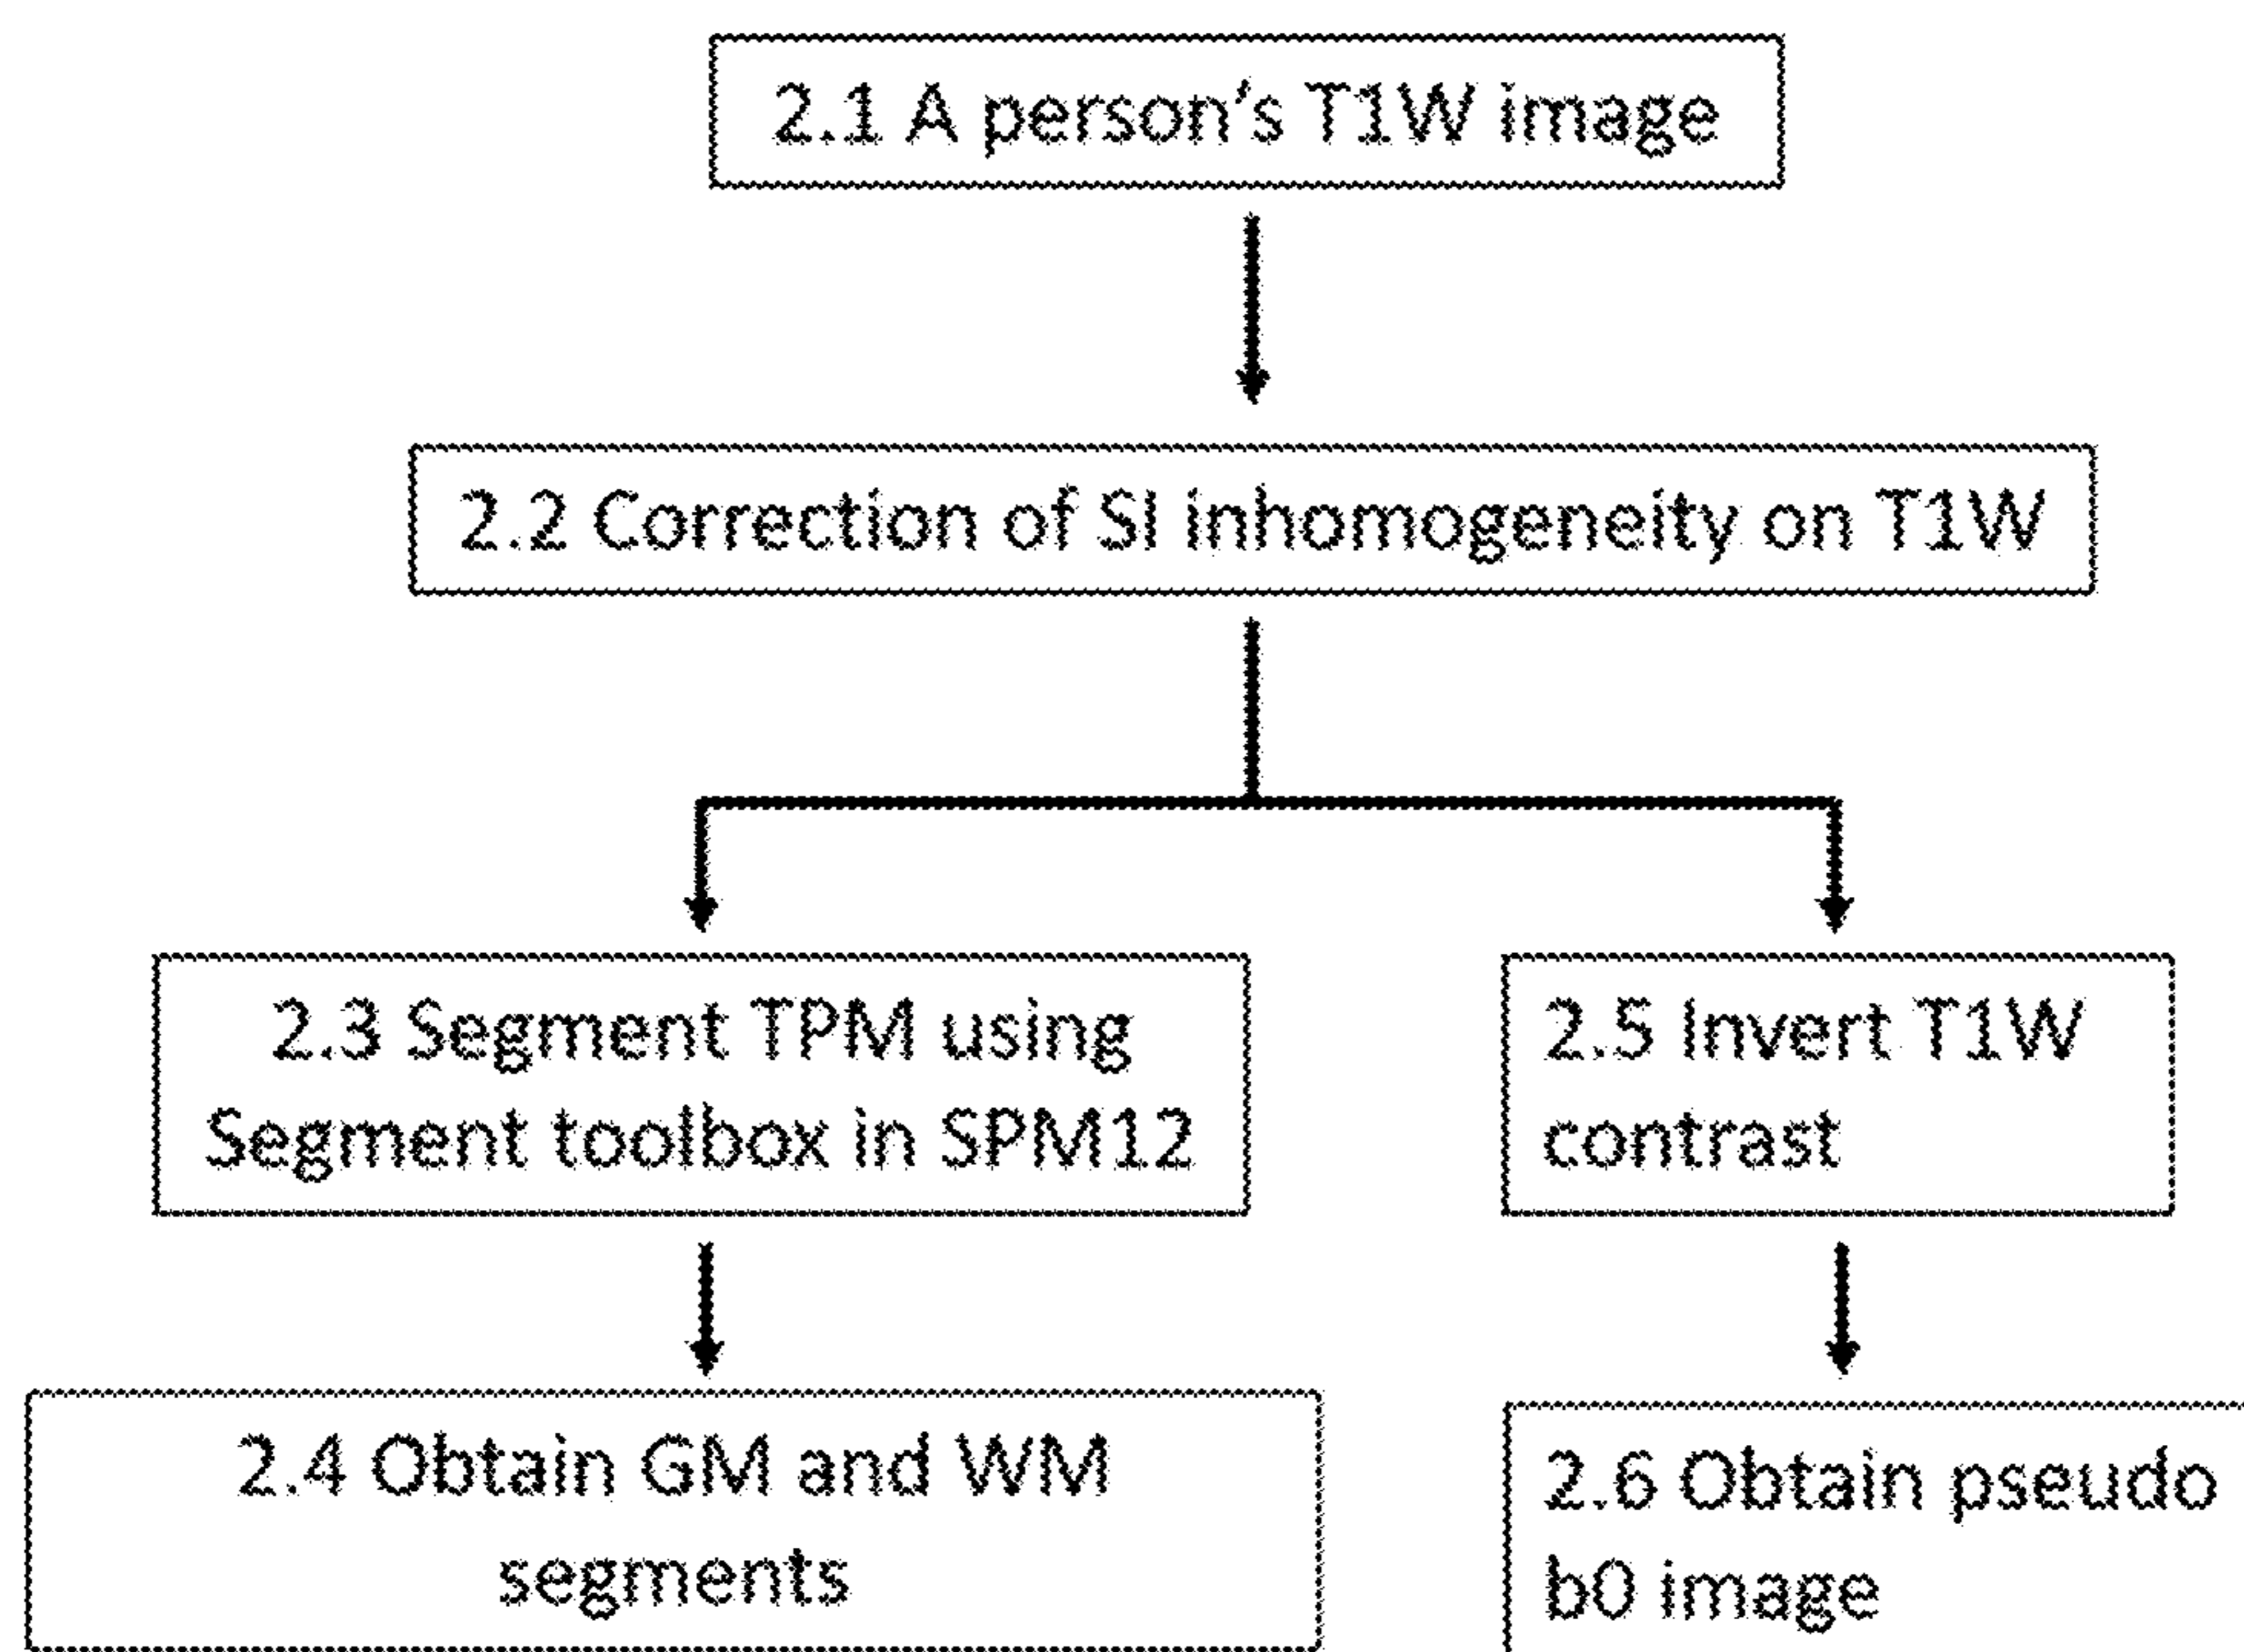 2.1 A person's T1W image
2.2 Correction of SI inhomogeneity on T1W
2.3 Segment TPM using
Segment toolbox in SPM12
2.5 Invert T1W
contrast
2.4 Obtain GM and WM
segments
2.6 Obtain pseudo
b0 image